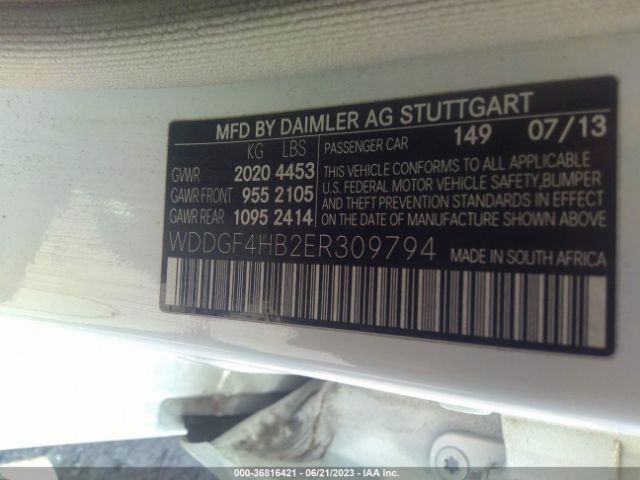 MFD BY DAIMLER AG STUTTGART
KG LBS
GVWR 2020 4453
GAWR FRONT 955 2105
GAWR REAR 1095 2414
PASSENGER CAR 149 07/13
THIS VEHICLE CONFORMS TO ALL APPLICABLE
U.S. FEDERAL MOTOR VEHICLE SAFETY,BUMPER
AND THEFT PREVENTION STANDARDS IN EFFECT
ON THE DATE OF MANUFACTURE SHOWN ABOVE
WDDGF4HB2ER309794 MADE IN SOUTH AFRICA
000-36816421 - 06/21/2023 - IAA Inc.